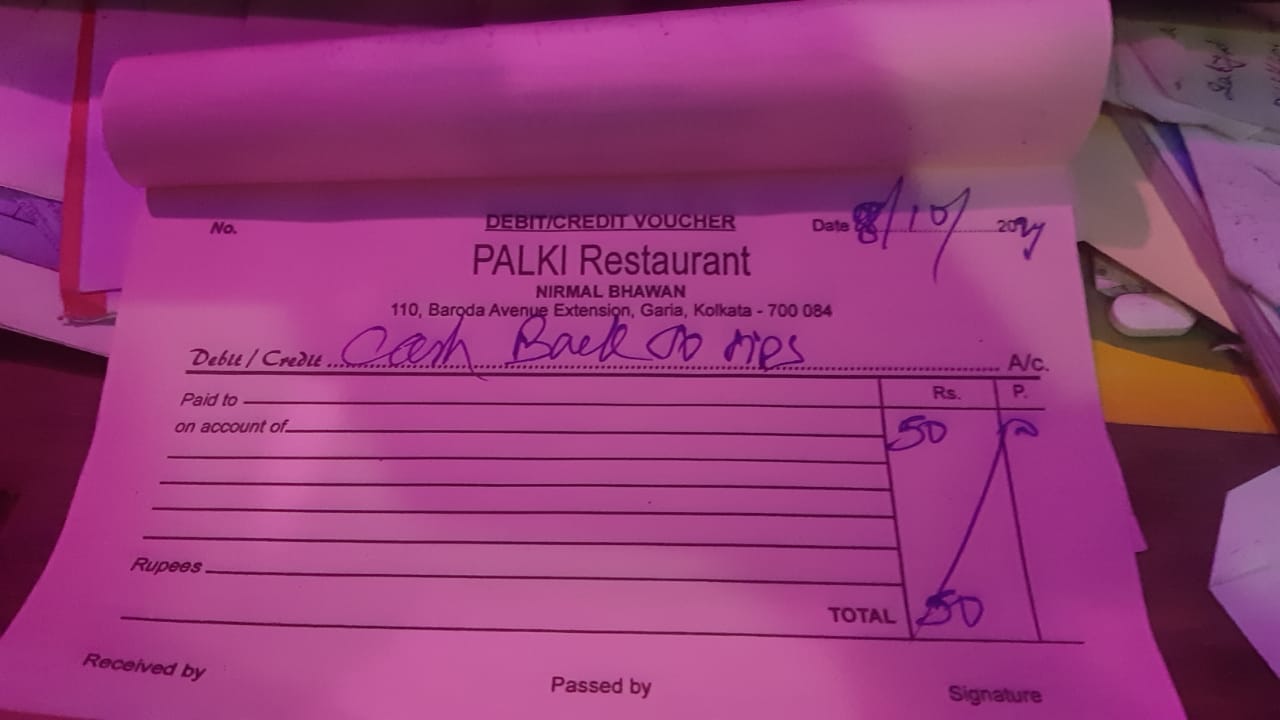 DEBIT/CREDIT VOUCHER
No. Date 8/10/ 2024
PALKI Restaurant
NIRMAL BHAWAN
110, Baroda Avenue Extension, Garia, Kolkata - 700 084
Debit / Credit Cash Back To Tips A/c.
Rs. P.
Paid to
on account of 50
Rupees
TOTAL 50
Received by Passed by Signature